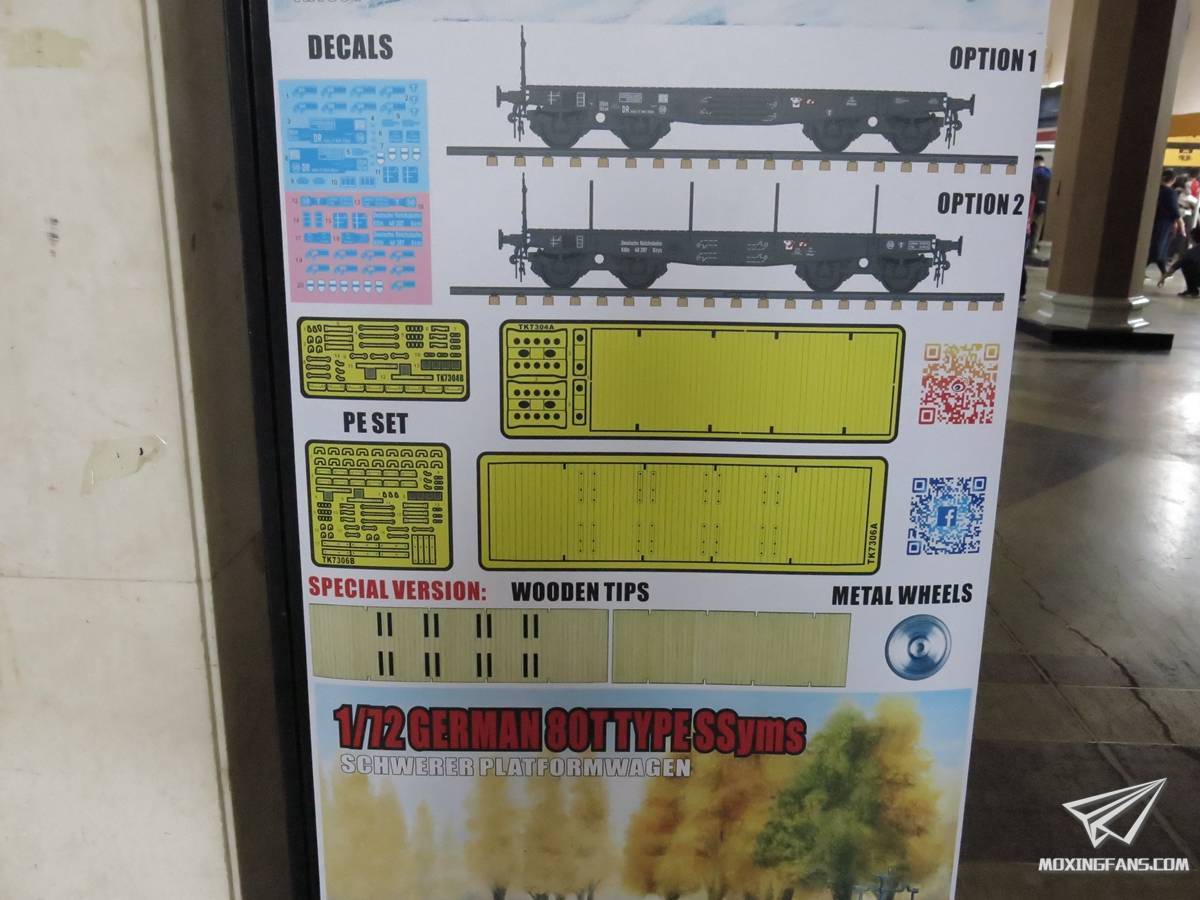 DECALS
OPTION 1
OPTION 2
TK7304A
TK7304B
PE SET
TK7306B
TK7306A
SPECIAL VERSION: WOODEN TIPS
METAL WHEELS
1/72 GERMAN 80T TYPE SSyms
SCHWERER PLATFORMWAGEN
MOXINGFANS.COM